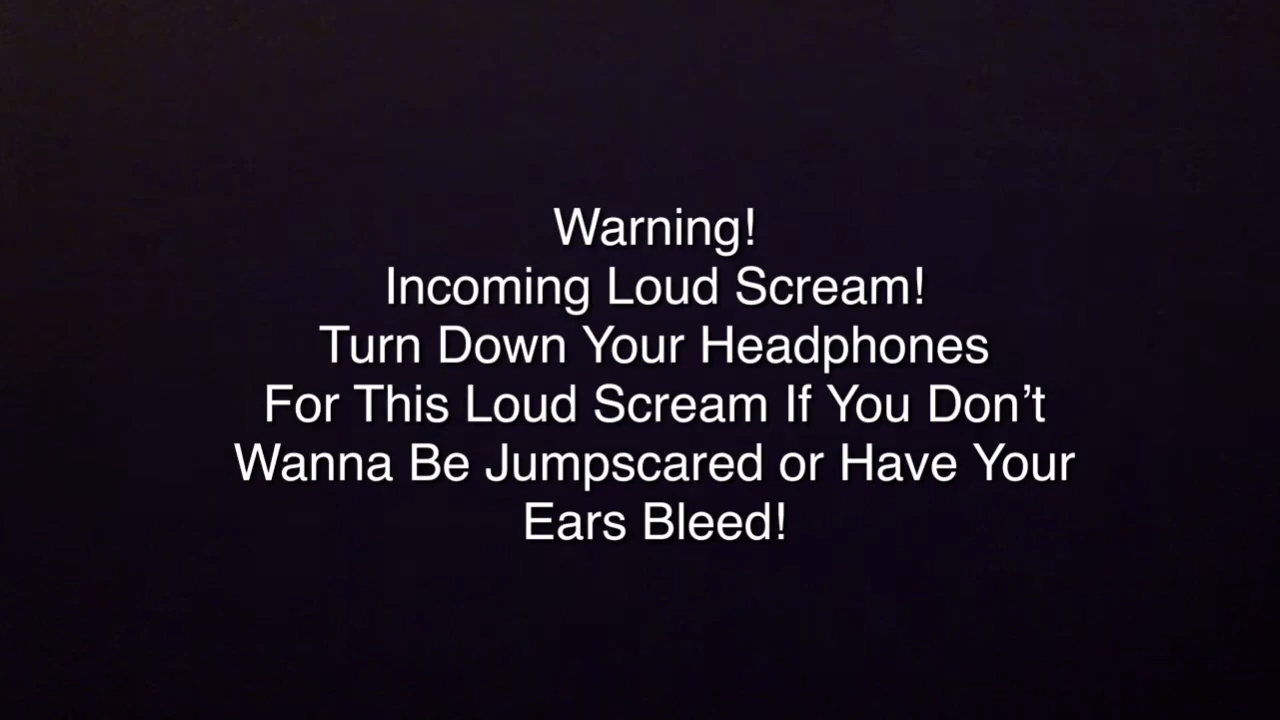 Warning!
Incoming Loud Scream!
Turn Down Your Headphones
For This Loud Scream If You Don’t
Wanna Be Jumpscared or Have Your
Ears Bleed!